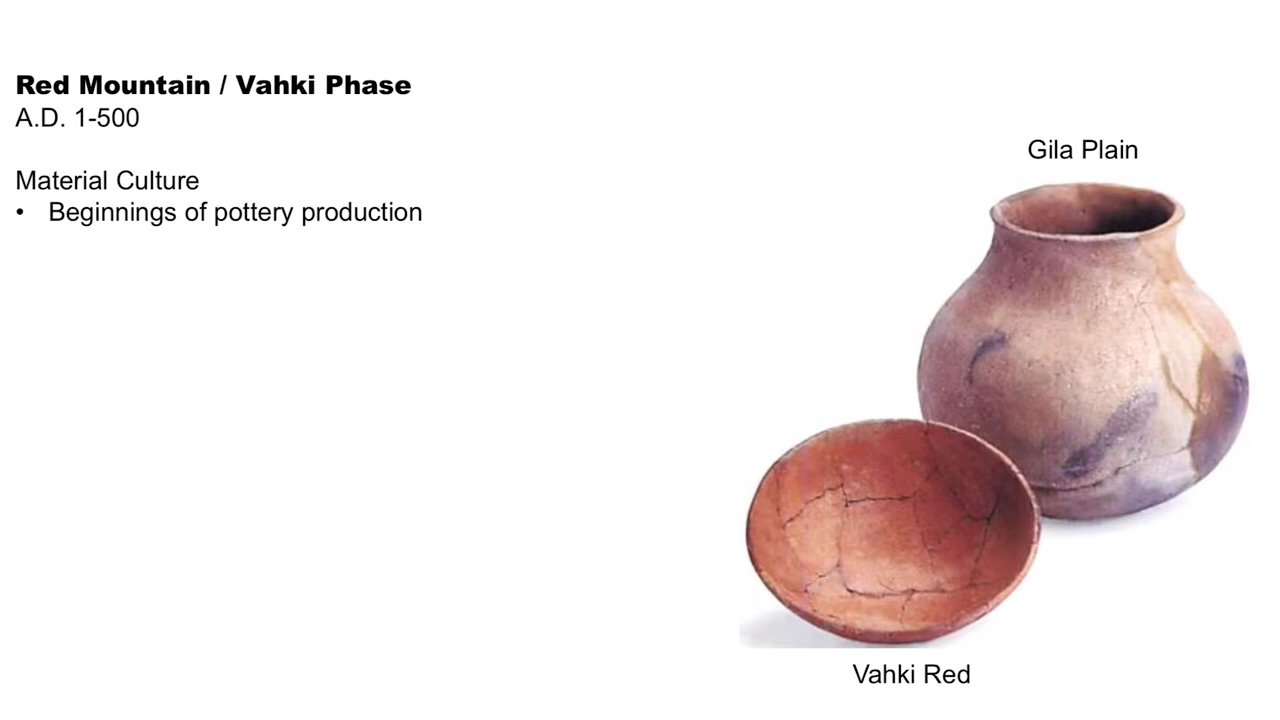 Red Mountain / Vahki Phase
A.D. 1-500
Material Culture
• Beginnings of pottery production
Gila Plain
Vahki Red